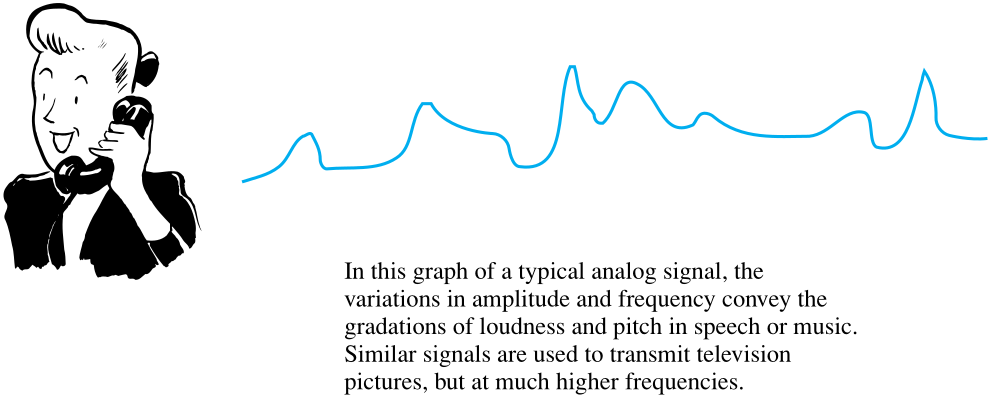 In this graph of a typical analog signal, the
variations in amplitude and frequency convey the
gradations of loudness and pitch in speech or music.
Similar signals are used to transmit television
pictures, but at much higher frequencies.